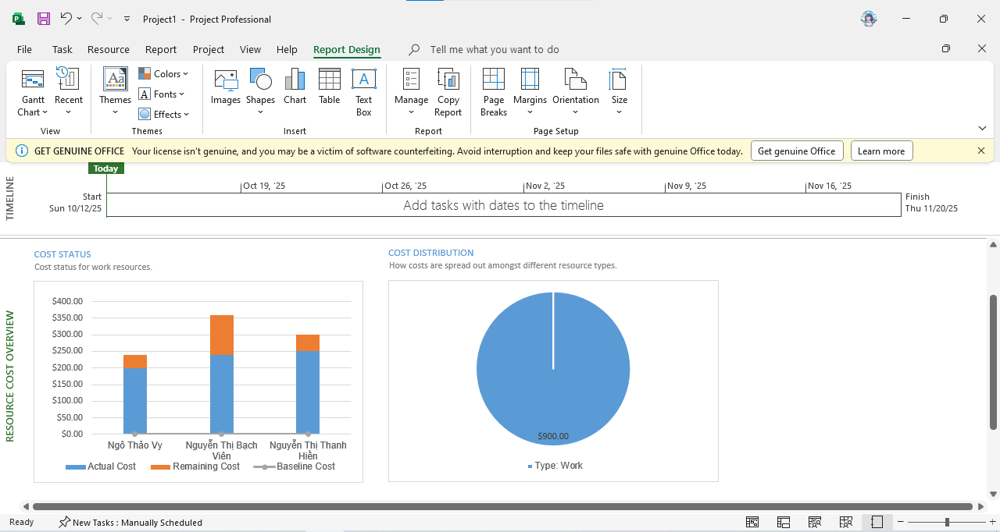 Project1 - Project Professional
File Task Resource Report Project View Help Report Design Tell me what you want to do
Gantt Chart
Recent
View
Themes
Colors
Fonts
Effects
Themes
Images
Shapes
Chart
Table
Text Box
Insert
Manage
Copy Report
Report
Page Breaks
Margins
Orientation
Size
Page Setup
GET GENUINE OFFICE Your license isn't genuine, and you may be a victim of software counterfeiting. Avoid interruption and keep your files safe with genuine Office today. Get genuine Office Learn more
Today
TIMELINE
Oct 19, '25 Oct 26, '25 Nov 2, '25 Nov 9, '25 Nov 16, '25
Start
Sun 10/12/25
Add tasks with dates to the timeline
Finish
Thu 11/20/25
RESOURCE COST OVERVIEW
COST STATUS
Cost status for work resources.
$400.00
$350.00
$300.00
$250.00
$200.00
$150.00
$100.00
$50.00
$0.00
Ngô Thảo Vy
Nguyễn Thị Bạch Viên
Nguyễn Thị Thanh Hiền
Actual Cost Remaining Cost Baseline Cost
COST DISTRIBUTION
How costs are spread out amongst different resource types.
$900.00
Type: Work
Ready New Tasks : Manually Scheduled